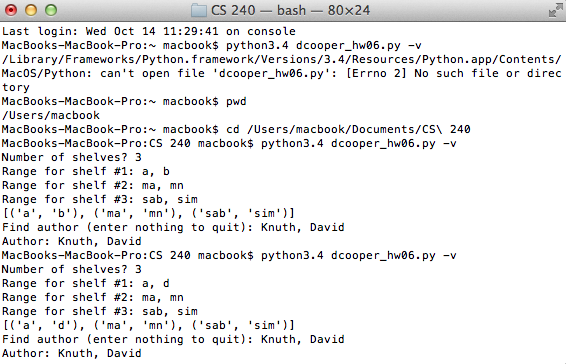 CS 240 — bash — 80×24
Last login: Wed Oct 14 11:29:41 on console
MacBooks-MacBook-Pro:~ macbook$ python3.4 dcooper_hw06.py -v
/Library/Frameworks/Python.framework/Versions/3.4/Resources/Python.app/Contents/
MacOS/Python: can't open file 'dcooper_hw06.py': [Errno 2] No such file or direc
tory
MacBooks-MacBook-Pro:~ macbook$ pwd
/Users/macbook
MacBooks-MacBook-Pro:~ macbook$ cd /Users/macbook/Documents/CS\ 240
MacBooks-MacBook-Pro:CS 240 macbook$ python3.4 dcooper_hw06.py -v
Number of shelves? 3
Range for shelf #1: a, b
Range for shelf #2: ma, mn
Range for shelf #3: sab, sim
[('a', 'b'), ('ma', 'mn'), ('sab', 'sim')]
Find author (enter nothing to quit): Knuth, David
Author: Knuth, David
MacBooks-MacBook-Pro:CS 240 macbook$ python3.4 dcooper_hw06.py -v
Number of shelves? 3
Range for shelf #1: a, d
Range for shelf #2: ma, mn
Range for shelf #3: sab, sim
[('a', 'd'), ('ma', 'mn'), ('sab', 'sim')]
Find author (enter nothing to quit): Knuth, David
Author: Knuth, David